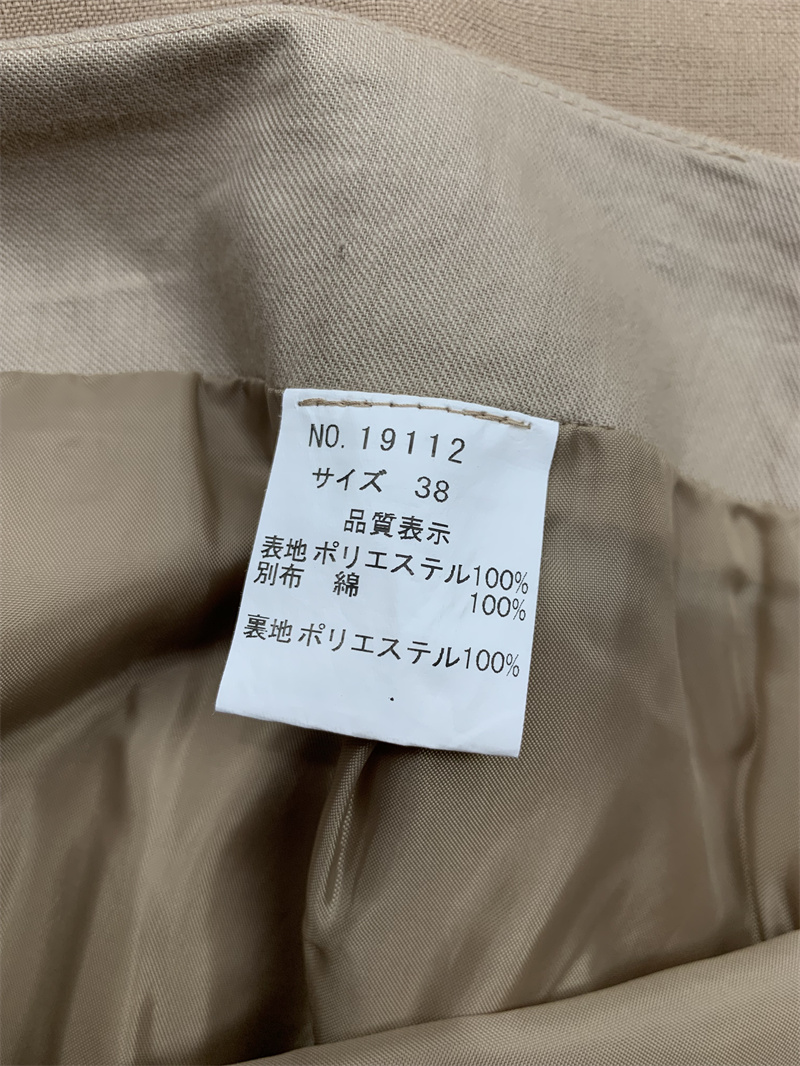 NO. 19112
サイズ 38
品質表示
表地 ポリエステル100%
別布 綿 100%
裏地 ポリエステル100%